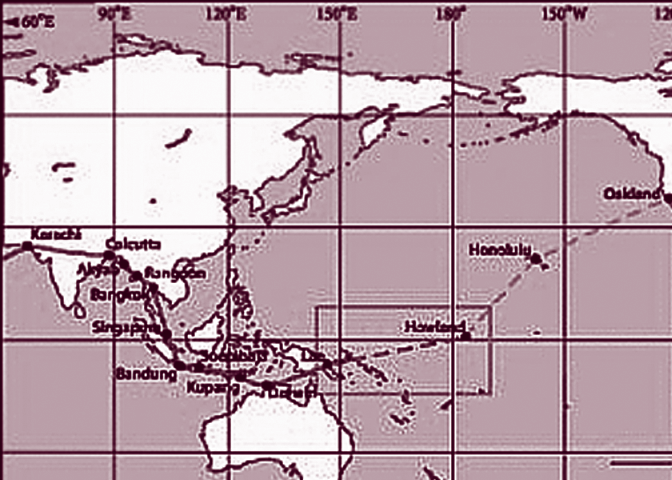 60°E 90°E 120°E 150°E 180° 150°W 12
Oakland
Karachi
Calcutta
Honolulu
Akyab
Rangoon
Bangkok
Singapore
Howland
Lae
Bandung
Kupang
Darwin